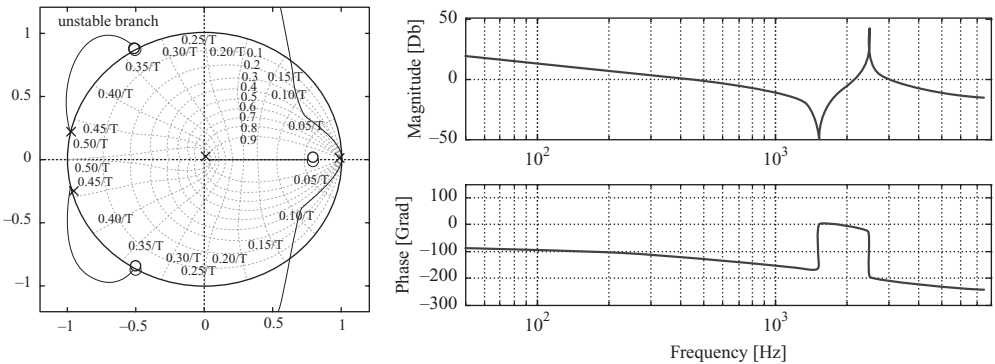 unstable branch
1
0.5
0
−0.5
−1
−1
−0.5
0
0.5
1
0.25/T
0.30/T
0.20/T
0.1
0.2
0.35/T
0.3
0.15/T
0.4
0.40/T
0.5
0.10/T
0.6
0.7
0.45/T
0.8
0.05/T
0.50/T
0.9
0.50/T
0.45/T
0.05/T
0.40/T
0.10/T
0.35/T
0.15/T
0.30/T
0.20/T
0.25/T
Magnitude [Db]
50
0
−50
10²
10³
Phase [Grad]
100
0
−100
−200
−300
10²
10³
Frequency [Hz]